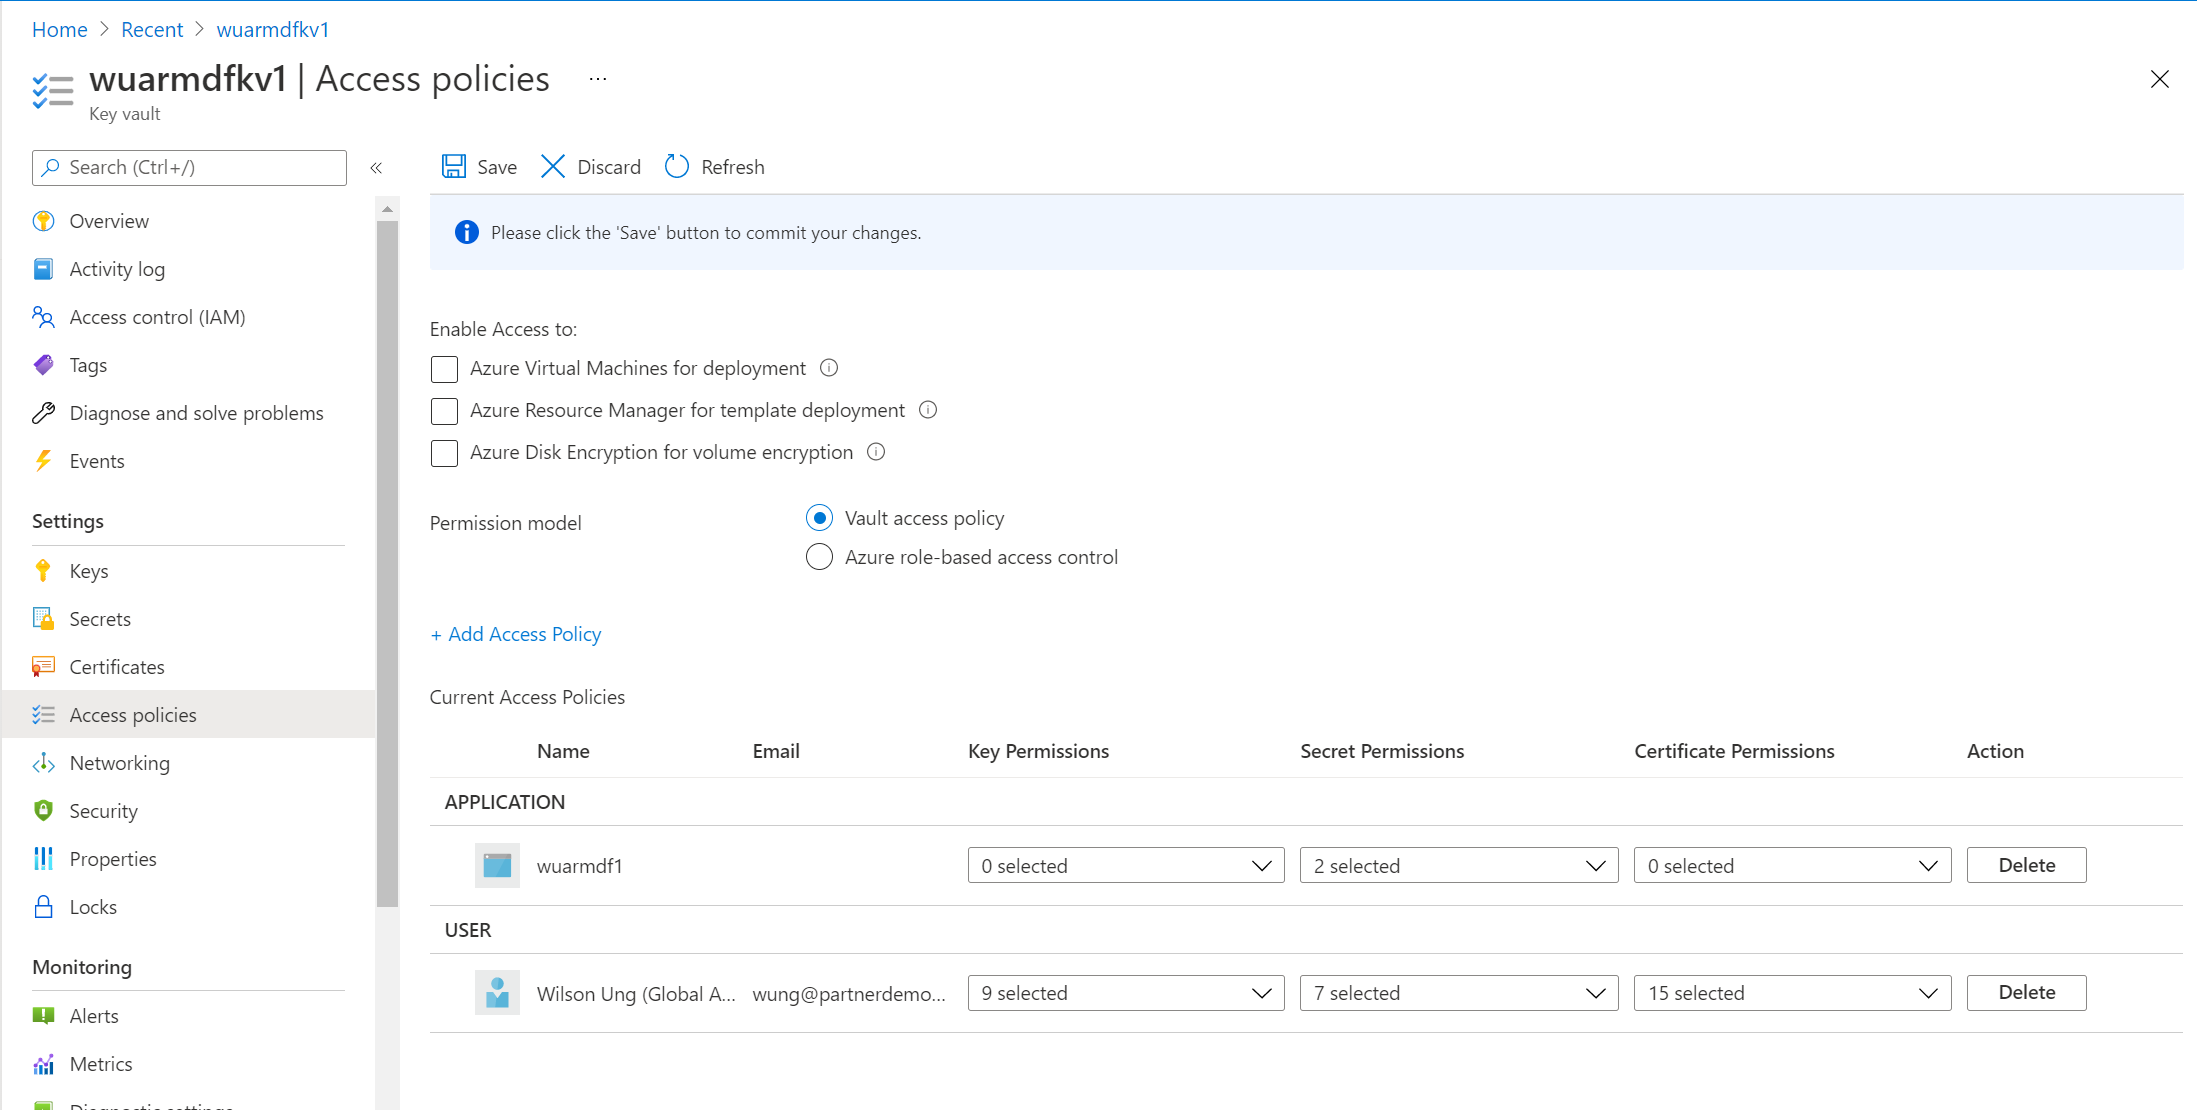 Home > Recent > wuarmdfkv1
wuarmdfkv1 | Access policies ...
Key vault
Search (Ctrl+/)
«
Overview
Activity log
Access control (IAM)
Tags
Diagnose and solve problems
Events
Settings
Keys
Secrets
Certificates
Access policies
Networking
Security
Properties
Locks
Monitoring
Alerts
Metrics
Diagnostic settings
Save Discard Refresh
Please click the 'Save' button to commit your changes.
Enable Access to:
Azure Virtual Machines for deployment
Azure Resource Manager for template deployment
Azure Disk Encryption for volume encryption
Permission model
Vault access policy
Azure role-based access control
+ Add Access Policy
Current Access Policies
Name Email Key Permissions Secret Permissions Certificate Permissions Action
APPLICATION
wuarmdf1 0 selected 2 selected 0 selected Delete
USER
Wilson Ung (Global A... wung@partnerdemo... 9 selected 7 selected 15 selected Delete